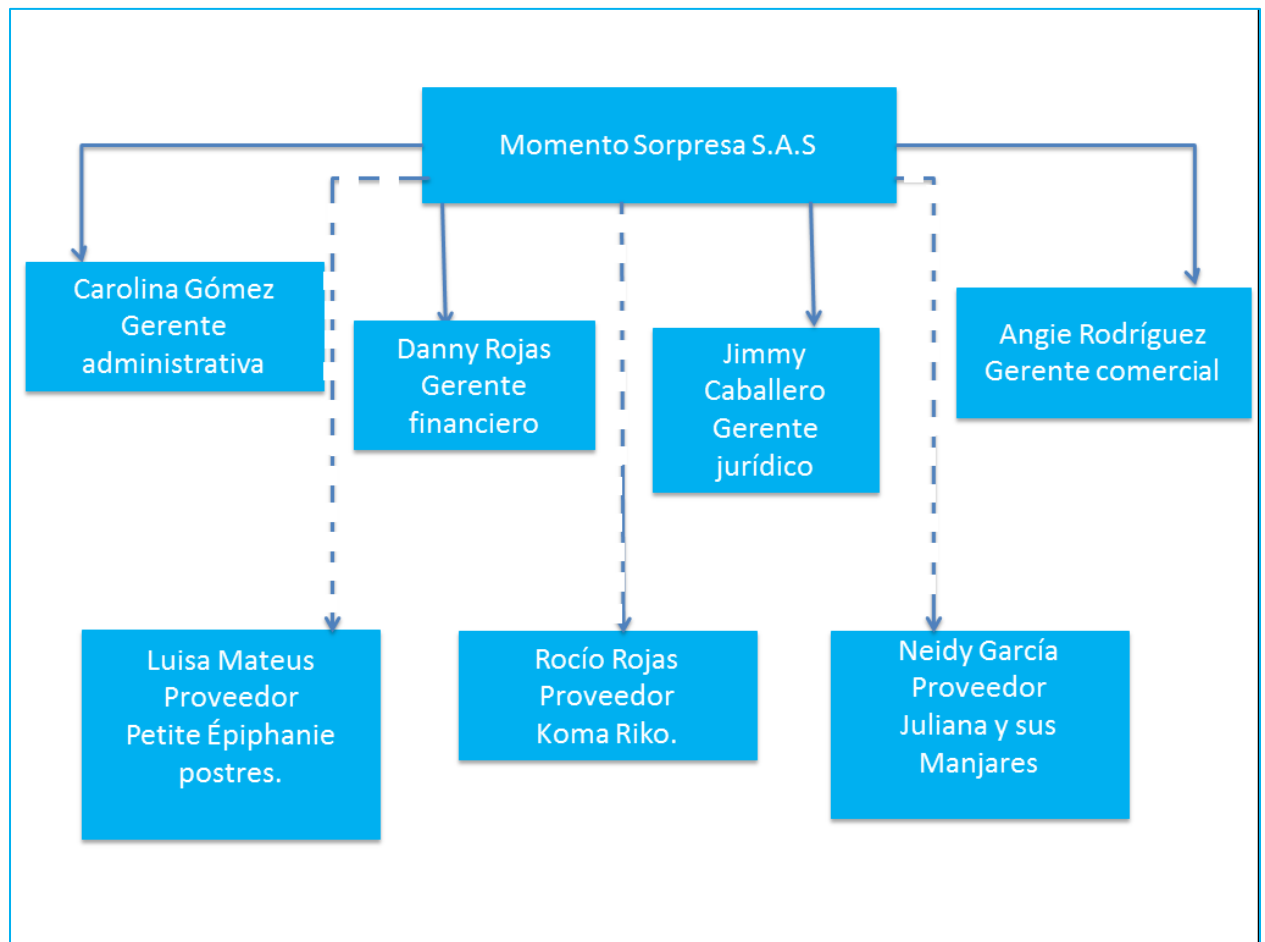 Momento Sorpresa S.A.S
Carolina Gómez
Gerente
administrativa
Danny Rojas
Gerente
financiero
Jimmy
Caballero
Gerente
jurídico
Angie Rodríguez
Gerente comercial
Luisa Mateus
Proveedor
Petite Épiphanie
postres.
Rocío Rojas
Proveedor
Koma Riko.
Neidy García
Proveedor
Juliana y sus
Manjares